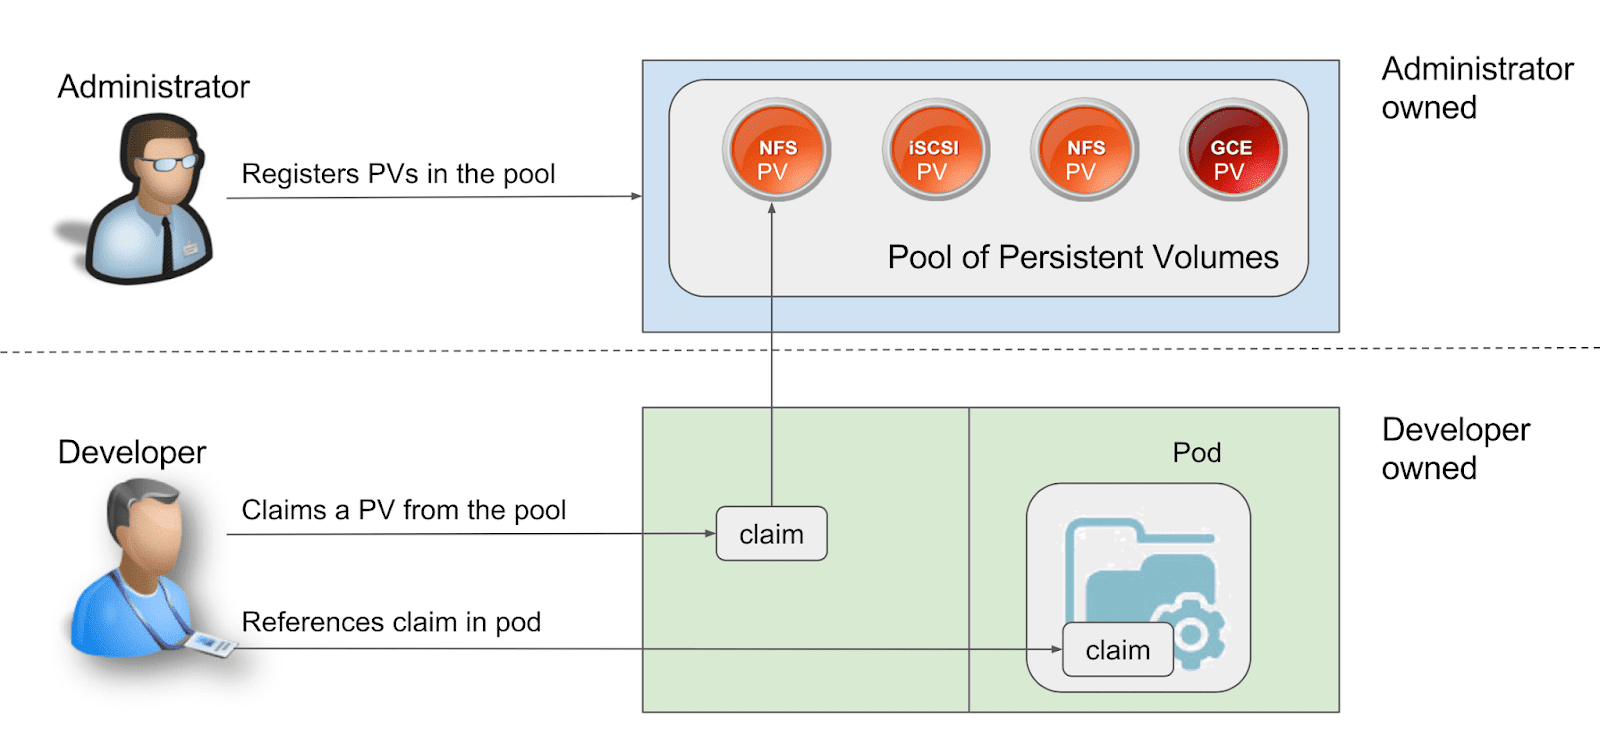 Administrator
Registers PVs in the pool
NFS
PV
iSCSI
PV
NFS
PV
GCE
PV
Pool of Persistent Volumes
Administrator
owned
Developer
Claims a PV from the pool
claim
References claim in pod
Pod
claim
Developer
owned